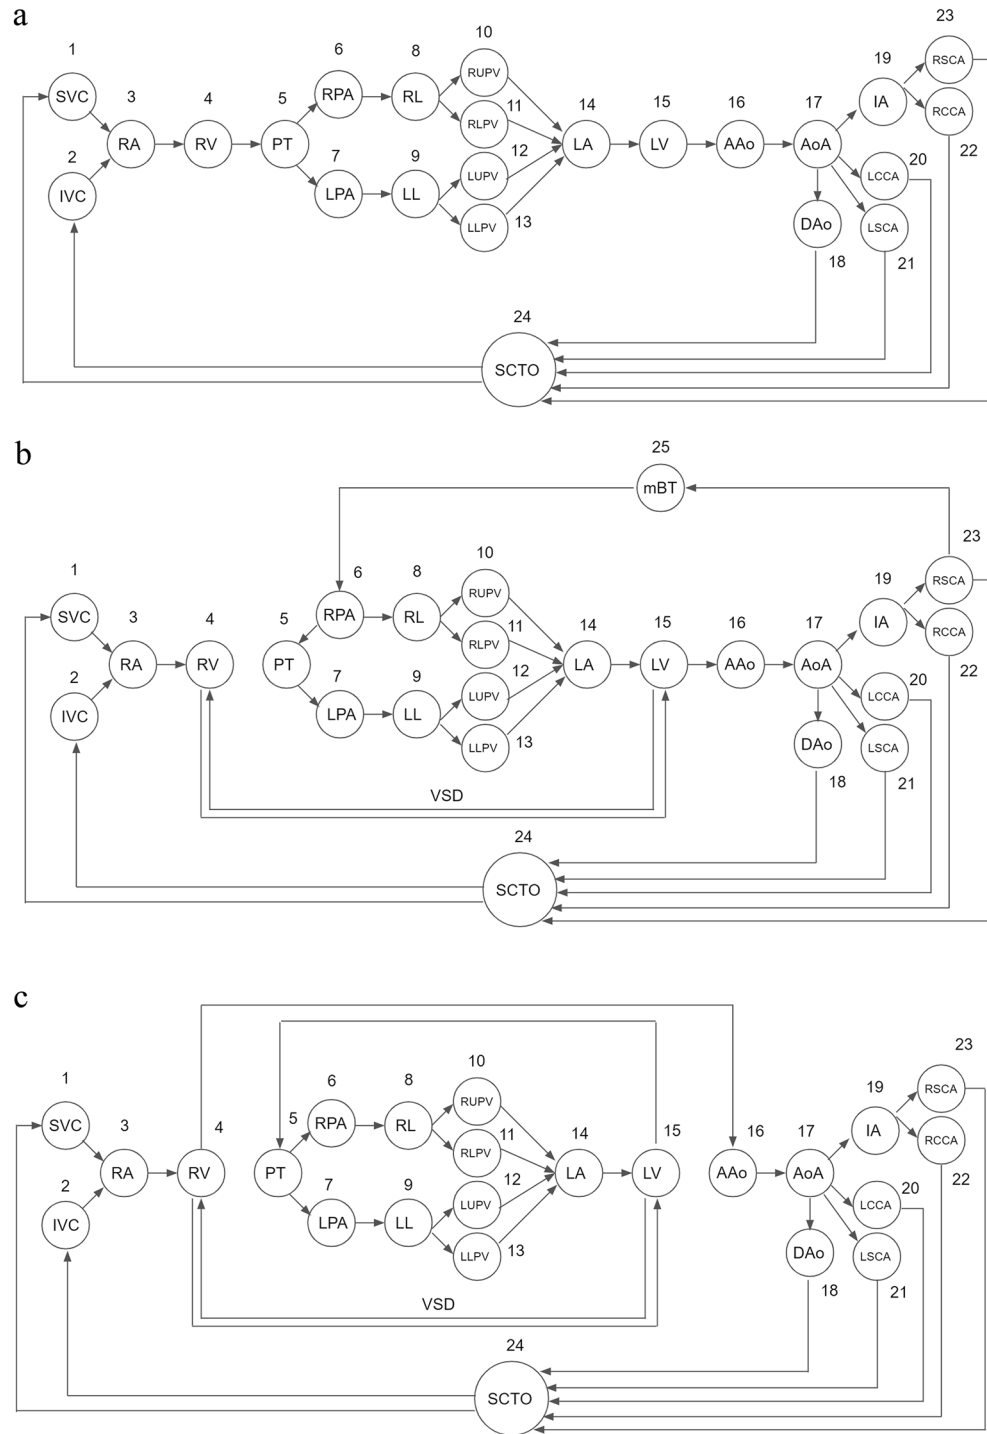 a
23
10
1
6
8
19
RUPV
RSCA
SVC
3
4
5
RPA
RL
11
14
15
16
17
IA
RCCA
RLPV
2
RA
RV
PT
LA
LV
AAo
AoA
22
7
9
12
20
IVC
LPA
LL
LUPV
LCCA
13
LLPV
DAo
LSCA
18
21
24
SCTO
b
25
mBT
23
10
1
6
8
19
RUPV
RSCA
SVC
3
4
5
RPA
RL
11
14
15
16
17
IA
RCCA
RLPV
2
RA
RV
PT
LA
LV
AAo
AoA
22
7
9
12
20
IVC
LPA
LL
LUPV
LCCA
13
LLPV
DAo
LSCA
18
21
VSD
24
SCTO
c
23
10
1
6
8
19
RUPV
RSCA
SVC
3
4
5
RPA
RL
11
14
15
16
17
IA
RCCA
RLPV
2
RA
RV
PT
LA
LV
AAo
AoA
22
7
9
12
20
IVC
LPA
LL
LUPV
LCCA
13
LLPV
DAo
LSCA
18
21
VSD
24
SCTO